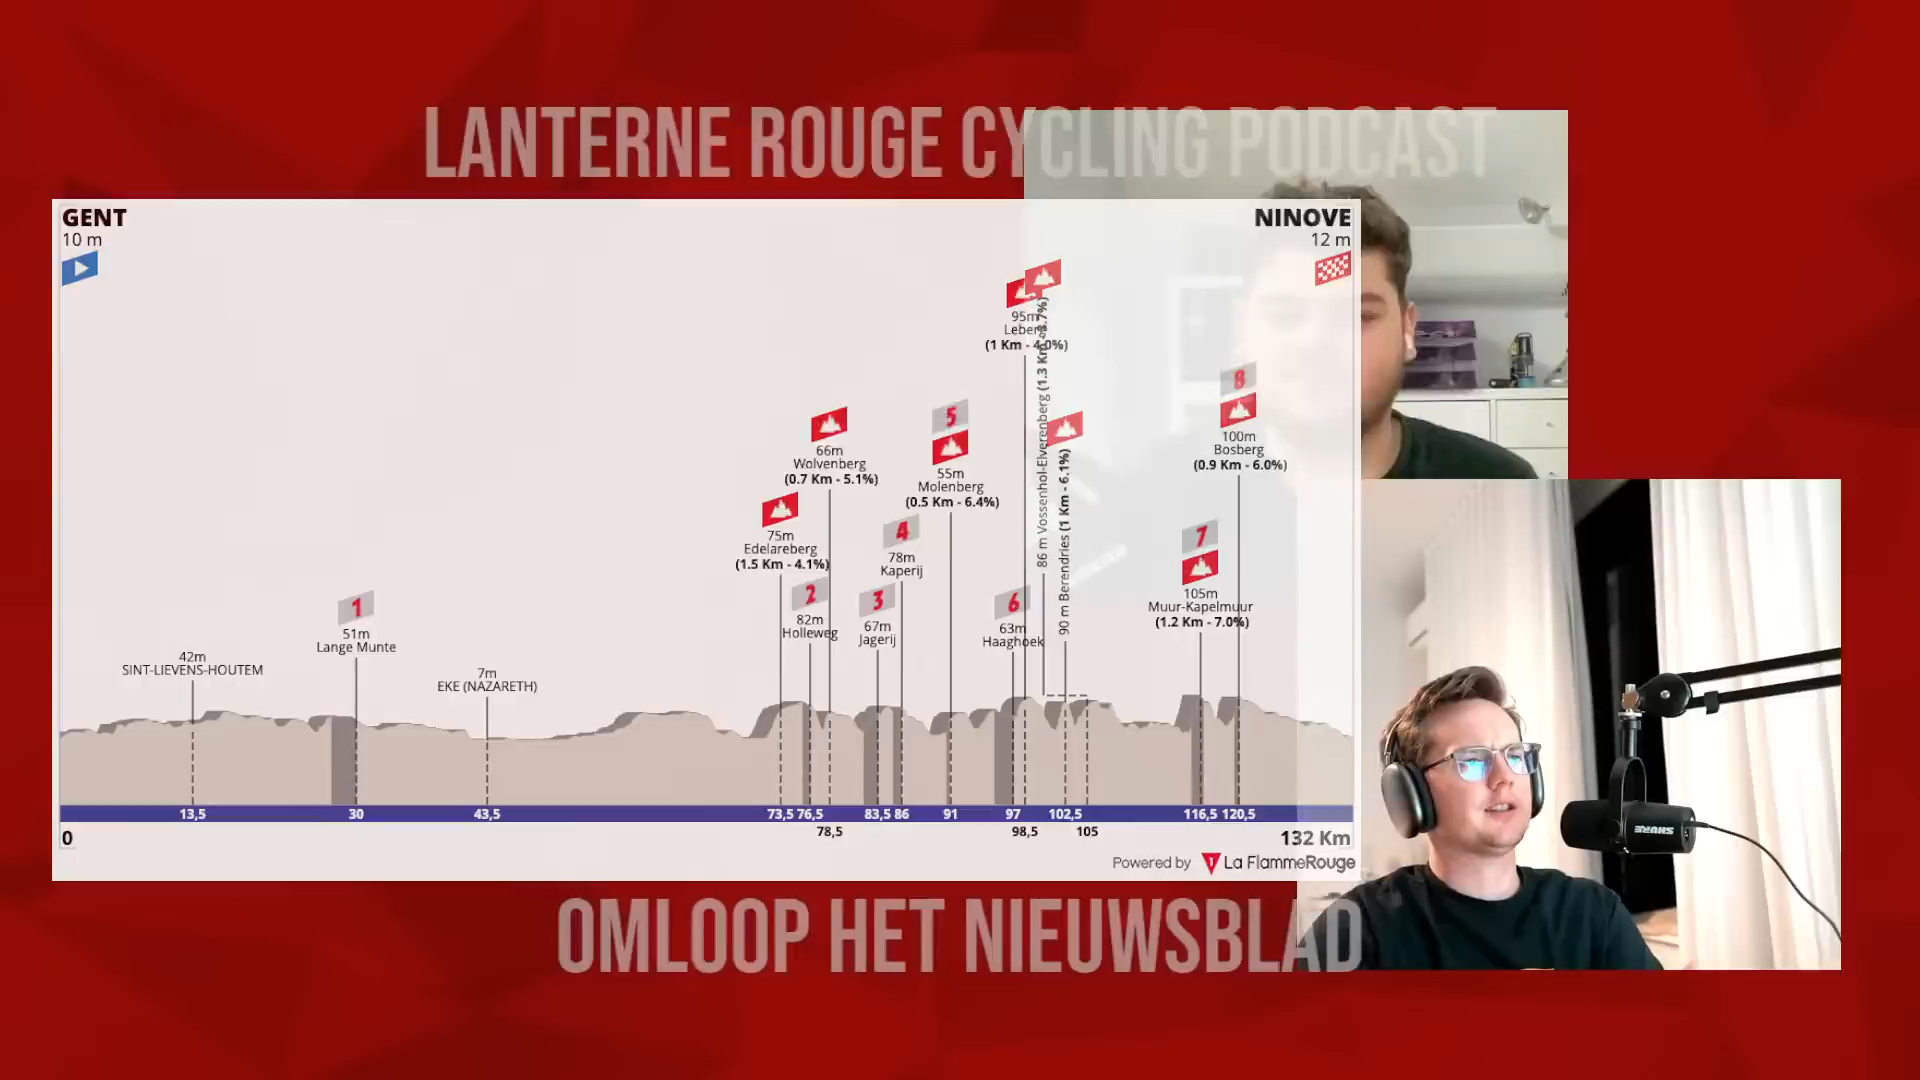 LANTERNE ROUGE CYCLING PODCAST
GENT
10 m
NINOVE
12 m
95m
Leberg
(1 Km - 4.0%)
86 m Vossenhol-Elverenberg (1.3 Km - 3.7%)
90 m Berendries (1 Km - 6.1%)
8
100m
Bosberg
(0.9 Km - 6.0%)
66m
Wolvenberg
(0.7 Km - 5.1%)
5
55m
Molenberg
(0.5 Km - 6.4%)
75m
Edelareberg
(1.5 Km - 4.1%)
4
78m
Kaperij
7
105m
Muur-Kapelmuur
(1.2 Km - 7.0%)
1
51m
Lange Munte
2
82m
Holleweg
3
67m
Jagerij
6
63m
Haaghoek
42m
SINT-LIEVENS-HOUTEM
7m
EKE (NAZARETH)
13,5 30 43,5 73,5 76,5 83,5 86 91 97 102,5 116,5 120,5
78,5 98,5 105
0
132 Km
Powered by La FlammeRouge
SHURE
OMLOOP HET NIEUWSBLAD